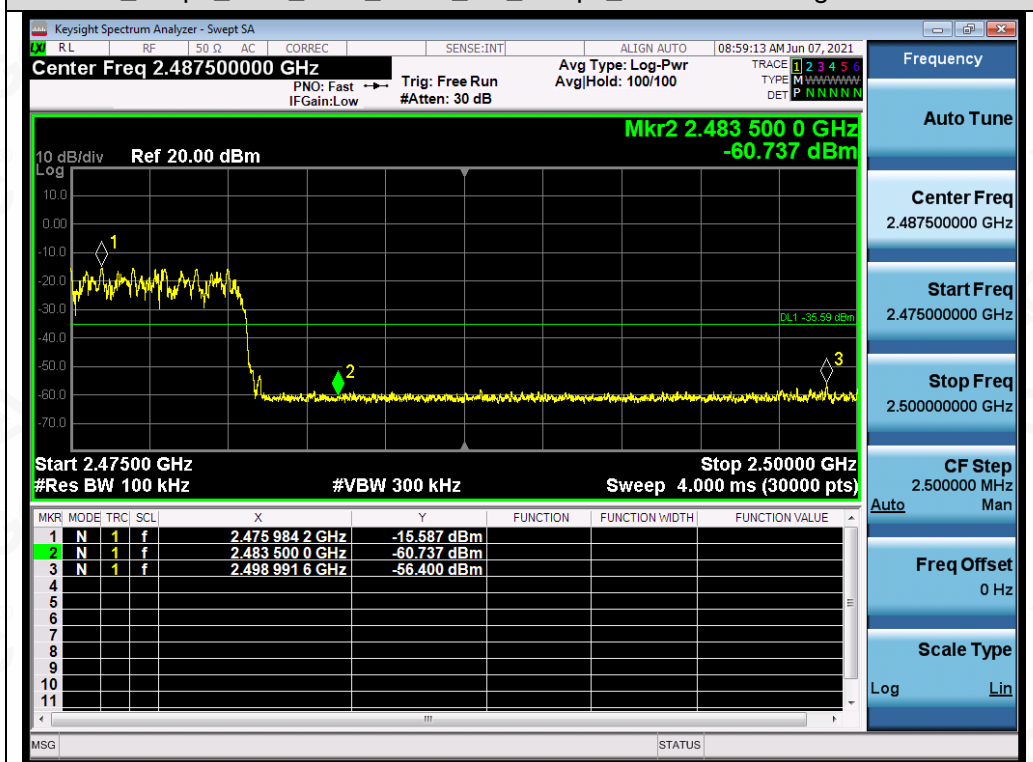 Keysight Spectrum Analyzer - Swept SA
LXI RL RF 50 Ω AC CORREC SENSE:INT ALIGN AUTO 08:59:13 AM Jun 07, 2021
Center Freq 2.487500000 GHz
PNO: Fast
IFGain:Low
Trig: Free Run
#Atten: 30 dB
Avg Type: Log-Pwr
Avg|Hold: 100/100
TRACE 1 2 3 4 5 6
TYPE M WWWWW
DET P N N N N N
Mkr2 2.483 500 0 GHz
-60.737 dBm
10 dB/div Ref 20.00 dBm
Log
10.0
0.00
-10.0
-20.0
-30.0
-40.0
-50.0
-60.0
-70.0
1
2
3
DL1 -35.59 dBm
Start 2.47500 GHz Stop 2.50000 GHz
#Res BW 100 kHz #VBW 300 kHz Sweep 4.000 ms (30000 pts)
MKR MODE TRC SCL X Y FUNCTION FUNCTION WIDTH FUNCTION VALUE
1 N 1 f 2.475 984 2 GHz -15.587 dBm
2 N 1 f 2.483 500 0 GHz -60.737 dBm
3 N 1 f 2.498 991 6 GHz -56.400 dBm
4
5
6
7
8
9
10
11
MSG STATUS
Frequency
Auto Tune
Center Freq
2.487500000 GHz
Start Freq
2.475000000 GHz
Stop Freq
2.500000000 GHz
CF Step
2.500000 MHz
Auto Man
Freq Offset
0 Hz
Scale Type
Log Lin